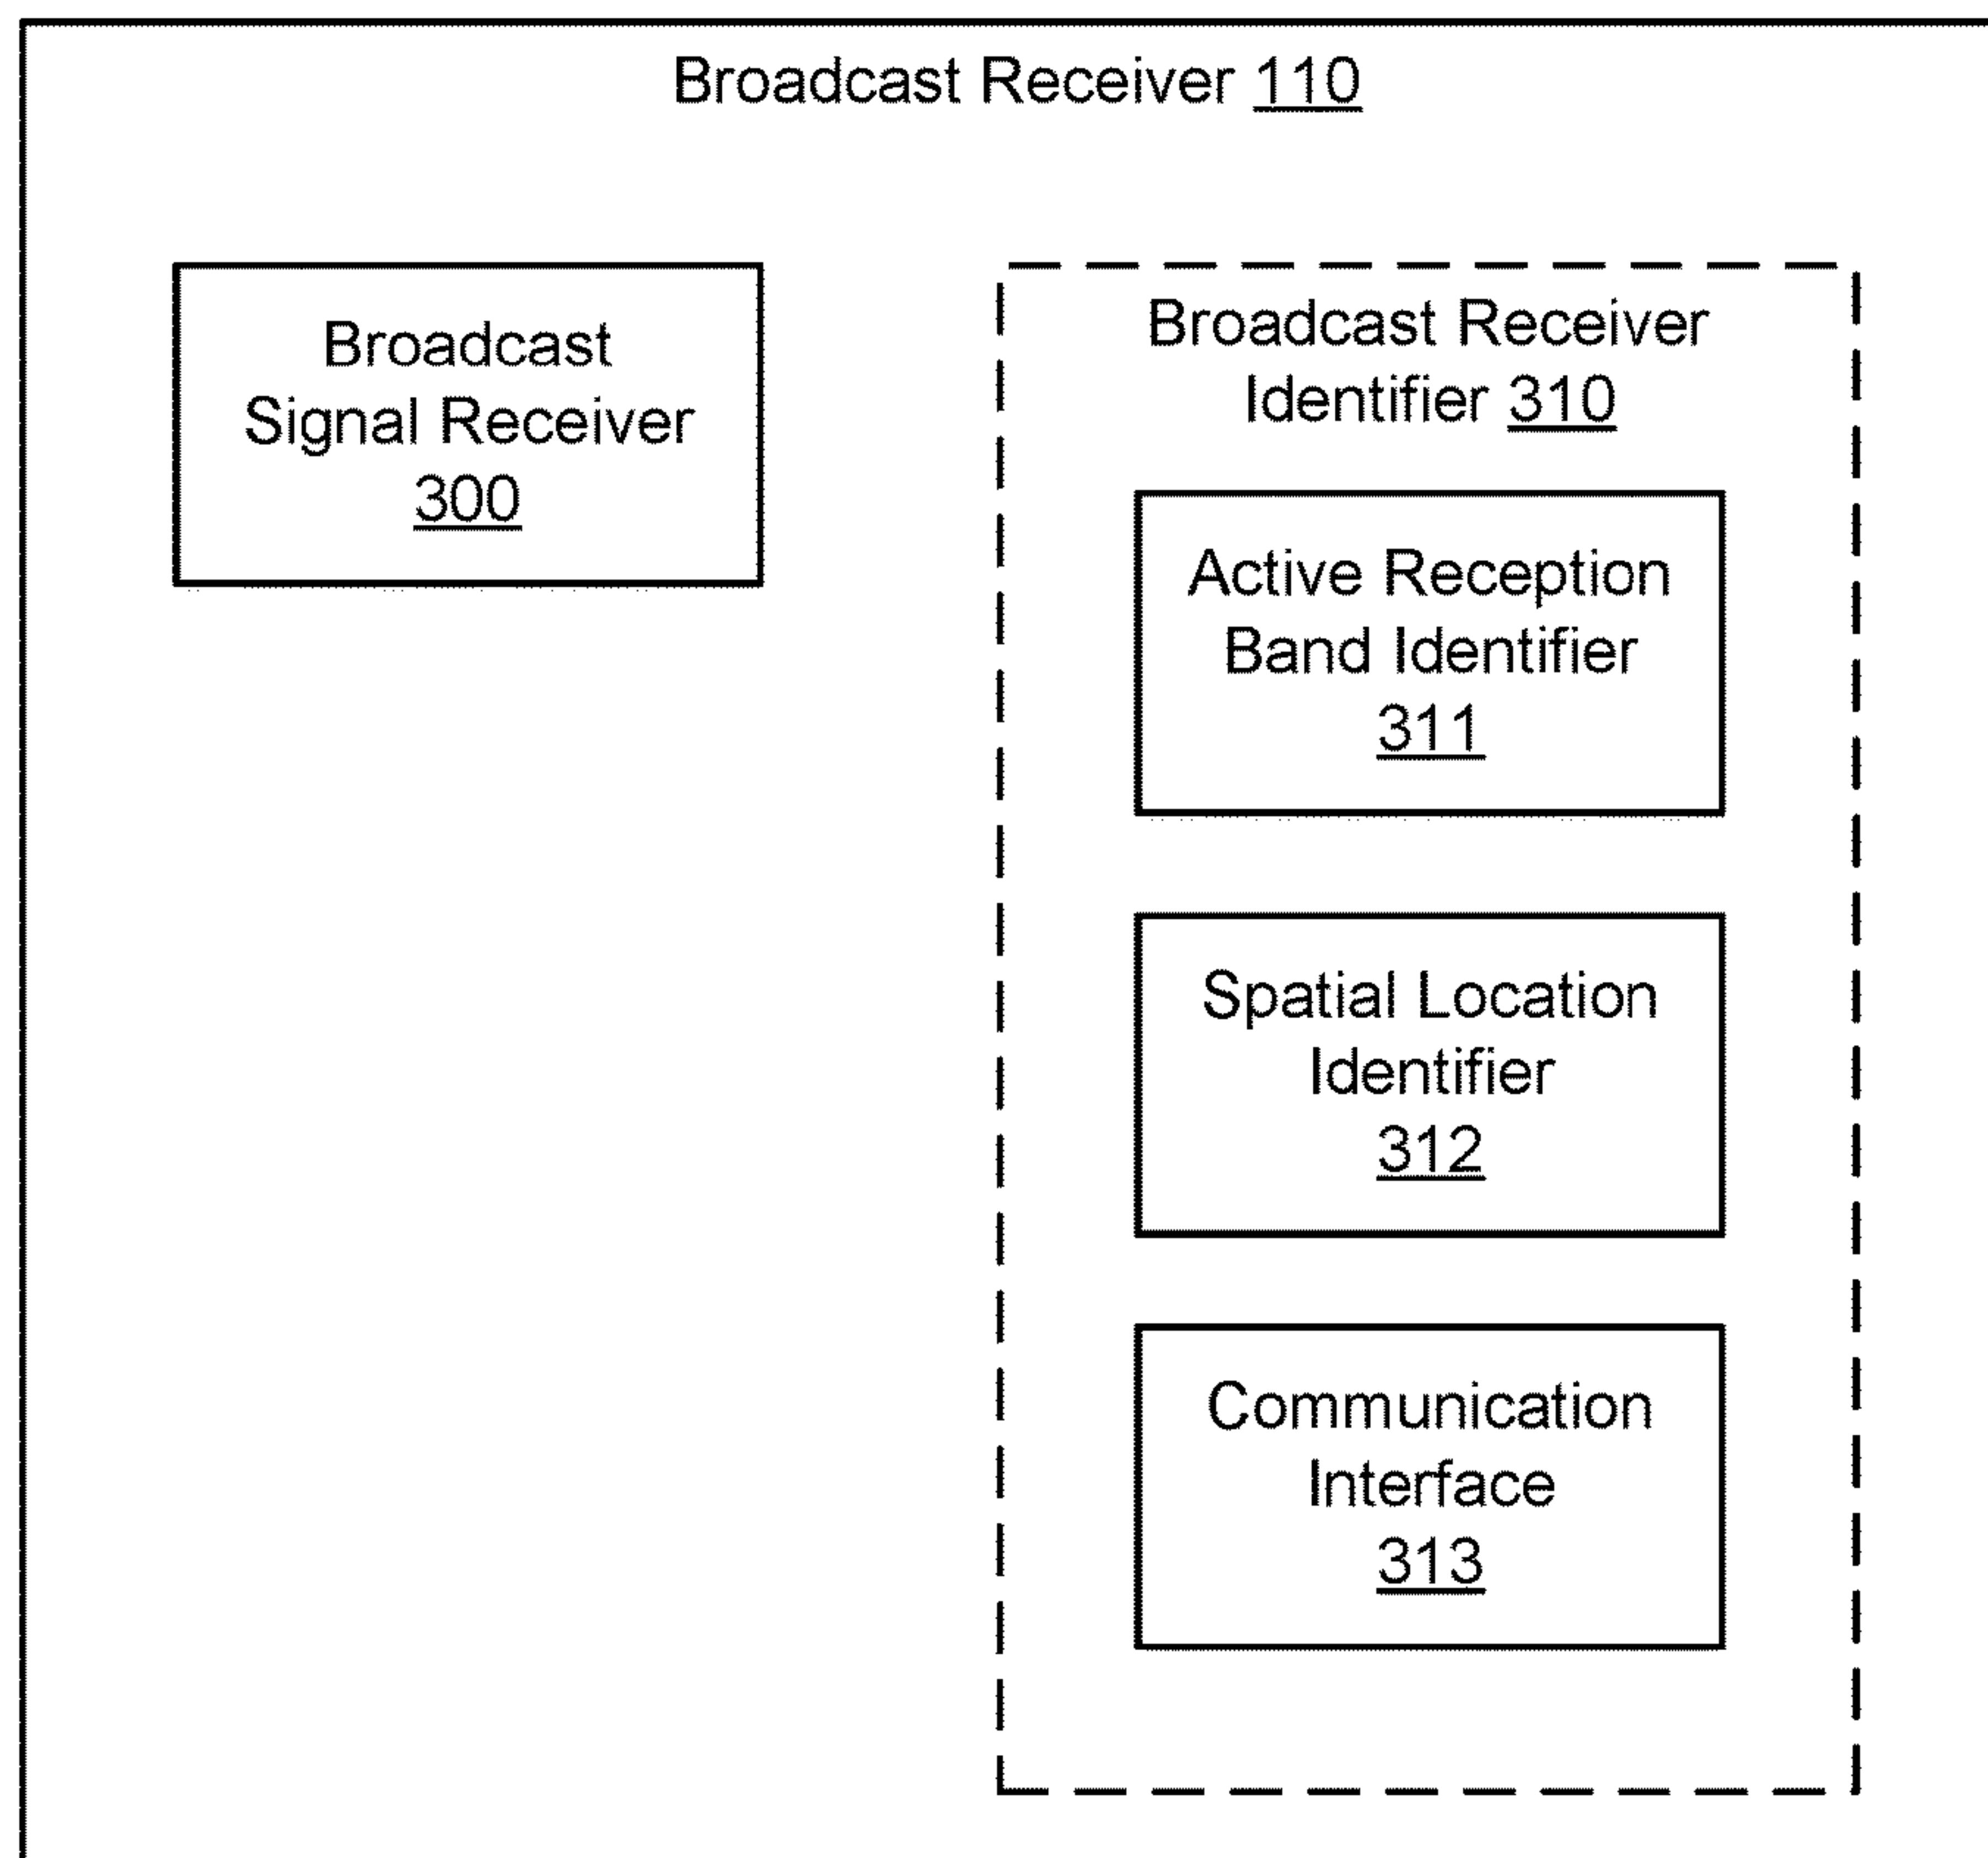 Broadcast Receiver 110
Broadcast
Signal Receiver
300
Broadcast Receiver
Identifier 310
Active Reception
Band Identifier
311
Spatial Location
Identifier
312
Communication
Interface
313